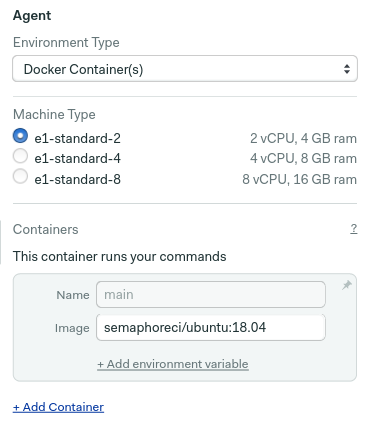 Agent
Environment Type
Docker Container(s)
Machine Type
e1-standard-2 2 vCPU, 4 GB ram
e1-standard-4 4 vCPU, 8 GB ram
e1-standard-8 8 vCPU, 16 GB ram
Containers ?
This container runs your commands
Name main
Image semaphoreci/ubuntu:18.04
+ Add environment variable
+ Add Container